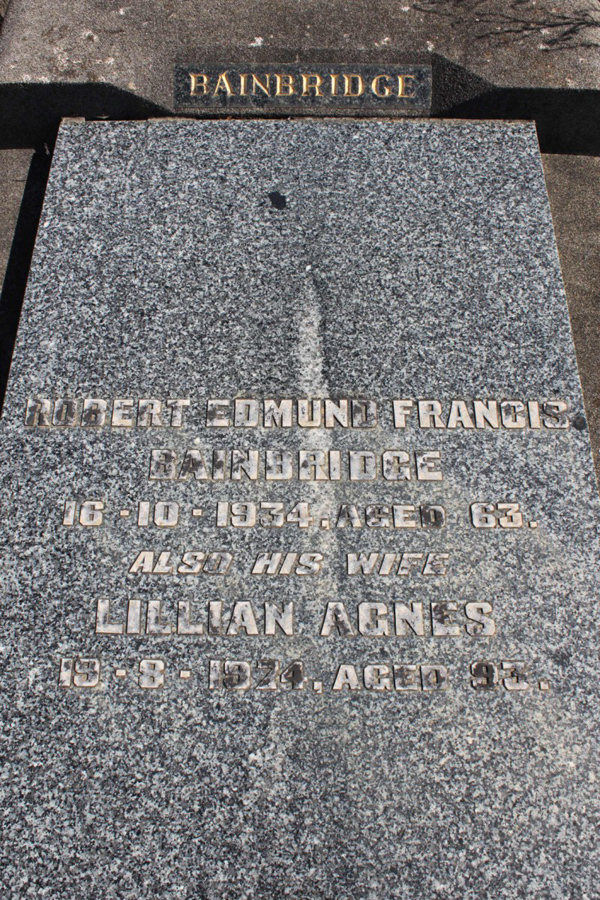 BAINBRIDGE
ROBERT EDMUND FRANCIS
BAINBRIDGE
16-10-1934, AGED 63.
ALSO HIS WIFE
LILLIAN AGNES
19-8-1974, AGED 93.